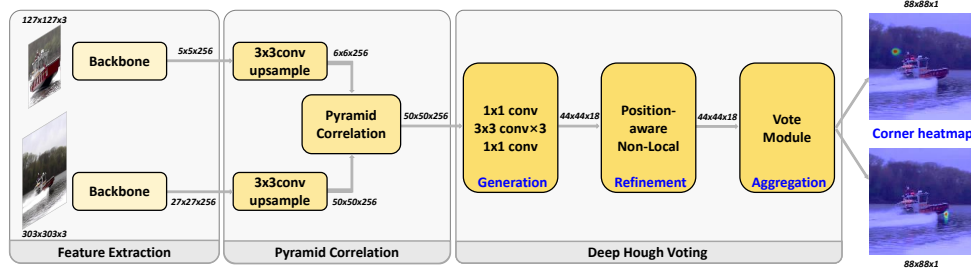 127x127x3
Backbone
5x5x256
3x3conv
upsample
6x6x256
Pyramid
Correlation
50x50x256
Backbone
27x27x256
3x3conv
upsample
50x50x256
303x303x3
Feature Extraction
Pyramid Correlation
1x1 conv
3x3 conv×3
1x1 conv
Generation
44x44x18
Position-
aware
Non-Local
Refinement
44x44x18
Vote
Module
Aggregation
Deep Hough Voting
88x88x1
Corner heatmap
88x88x1